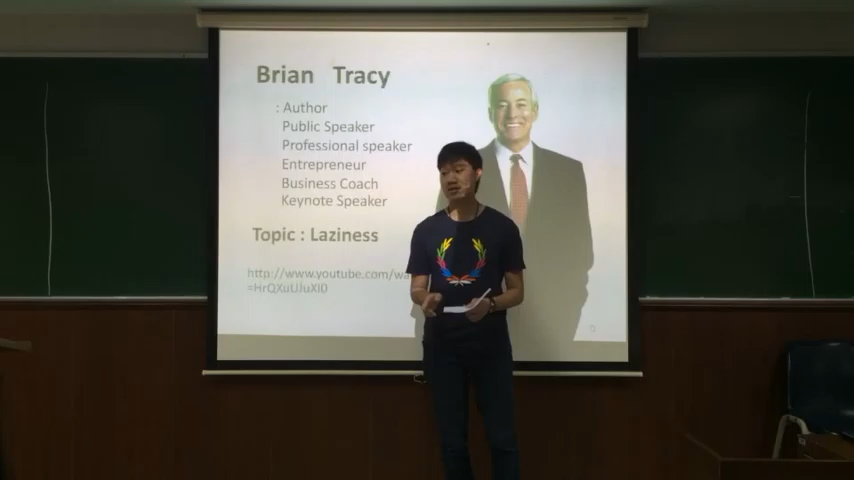 Brian Tracy
: Author
Public Speaker
Professional speaker
Entrepreneur
Business Coach
Keynote Speaker
Topic : Laziness
http://www.youtube.com/wa